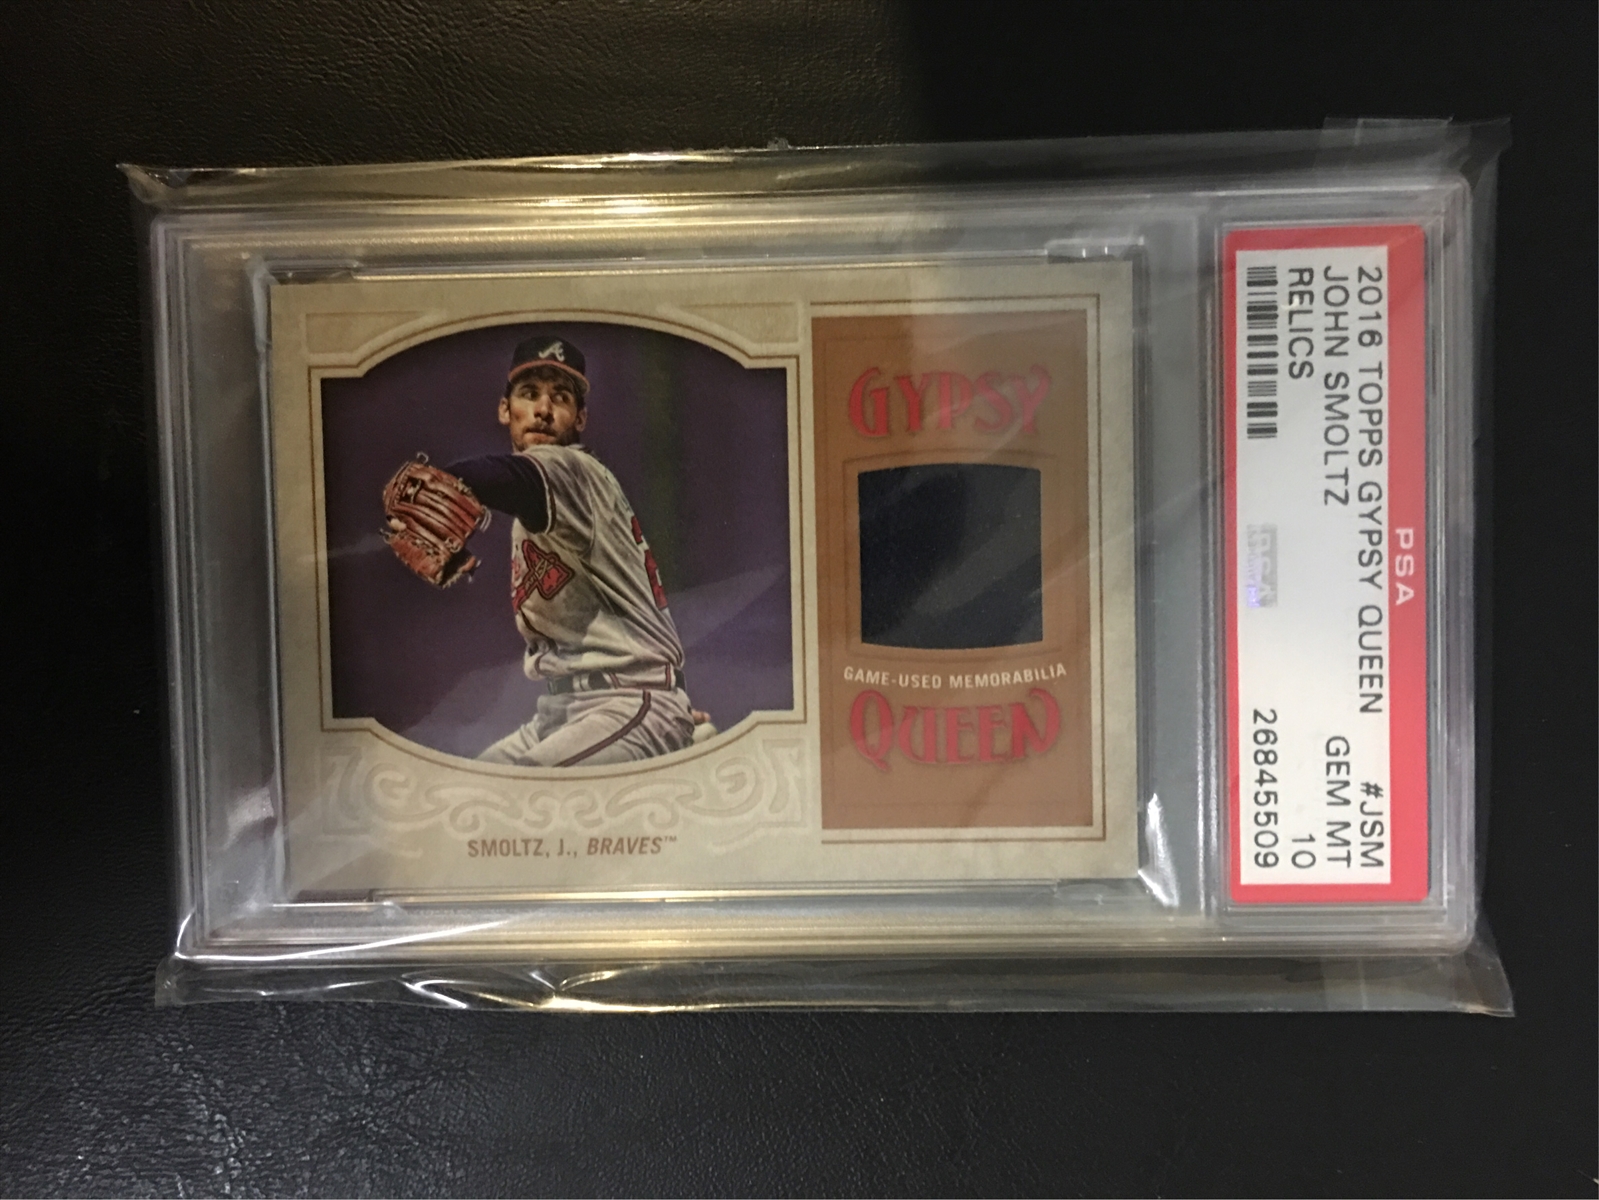 PSA
2016 TOPPS GYPSY QUEEN #JSM
JOHN SMOLTZ GEM MT
RELICS 10
26845509
GYPSY
GAME-USED MEMORABILIA
QUEEN
SMOLTZ, J., BRAVES™
A